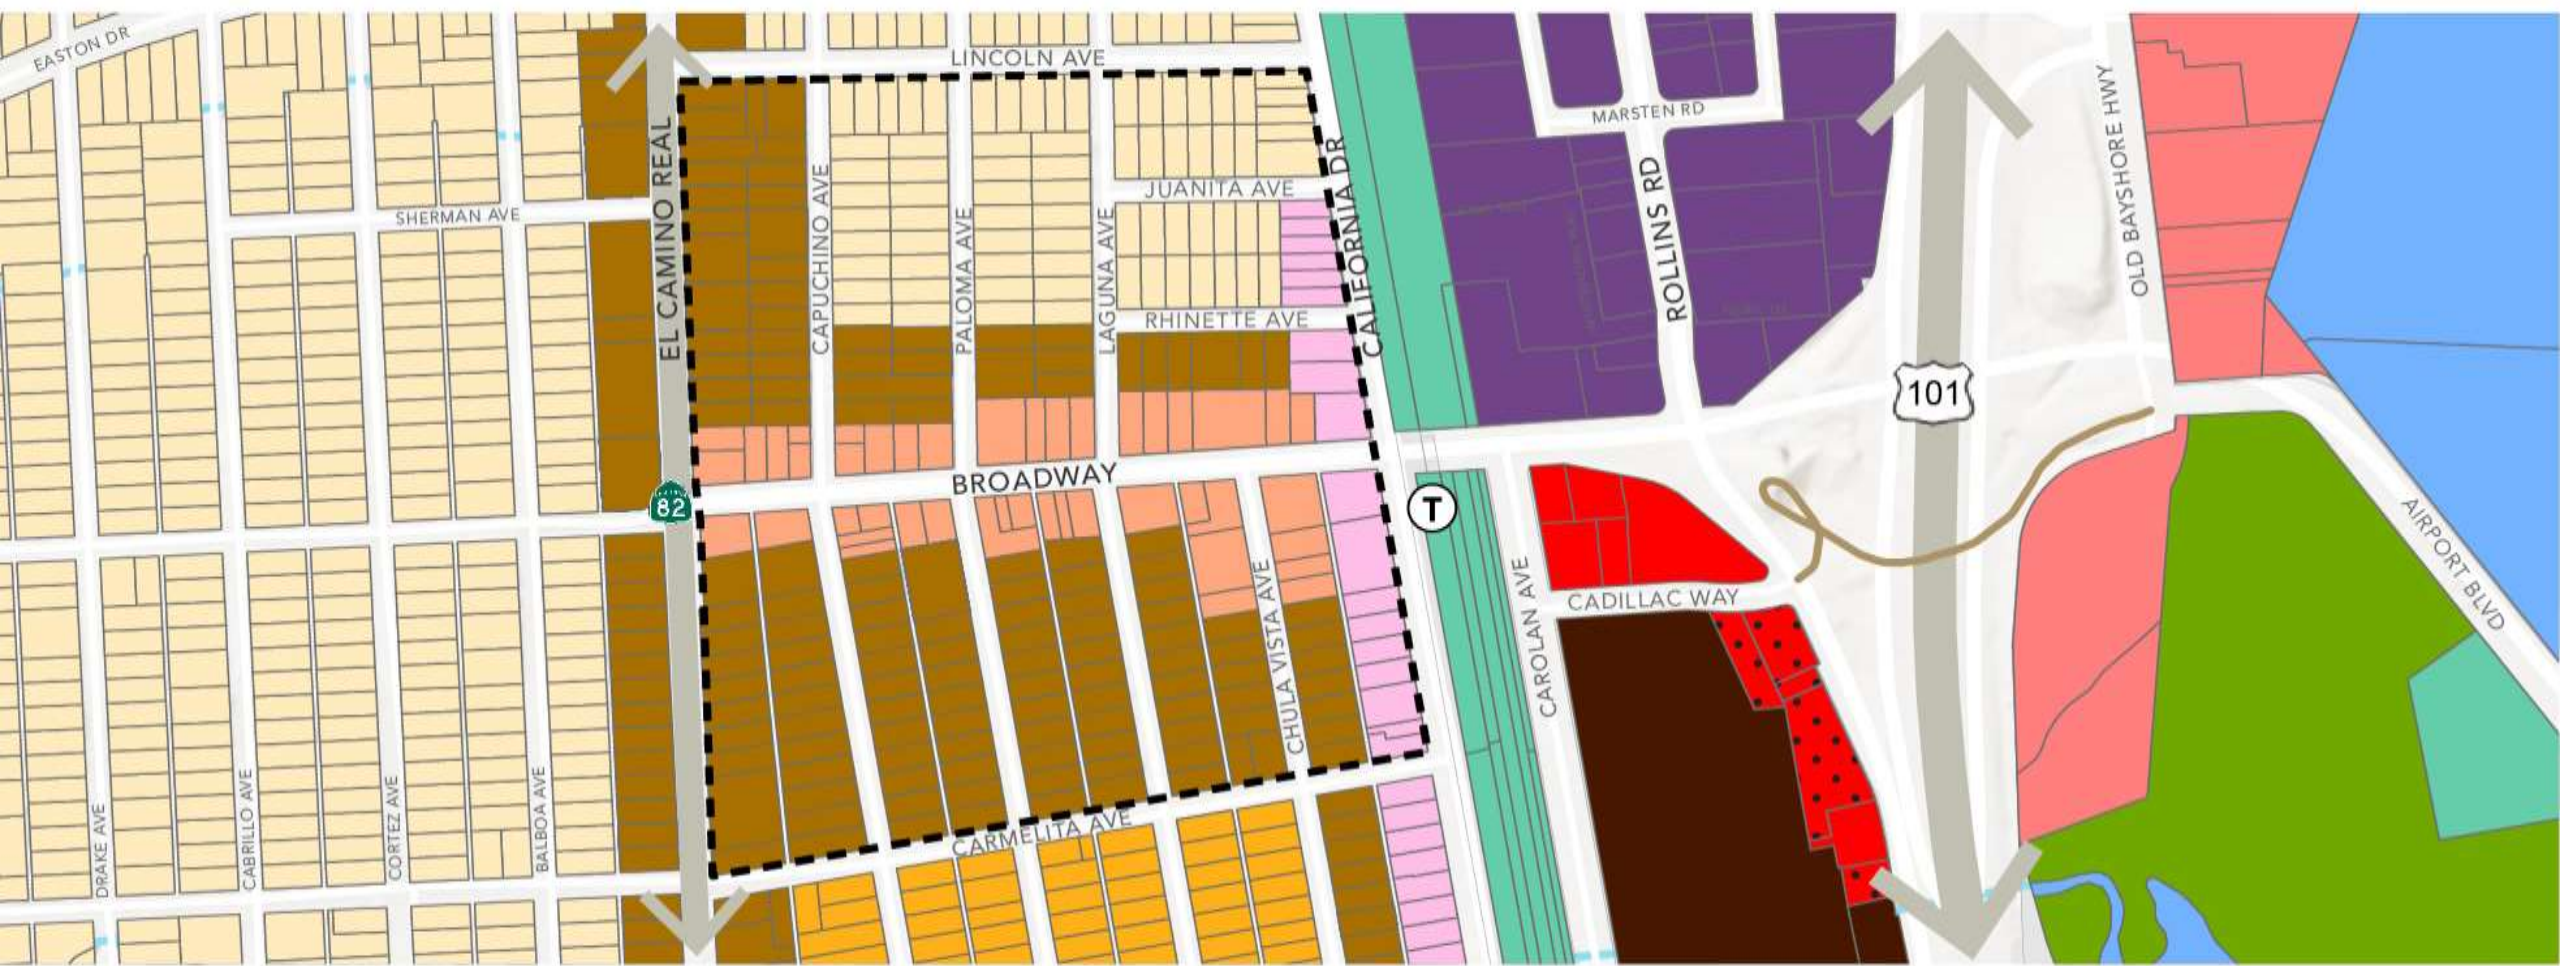 EASTON DR
LINCOLN AVE
MARSTEN RD
OLD BAYSHORE HWY
EL CAMINO REAL
CAPUCHINO AVE
PALOMA AVE
LAGUNA AVE
JUANITA AVE
CALIFORNIA DR
ROLLINS RD
SHERMAN AVE
RHINETTE AVE
101
BROADWAY
82
T
AIRPORT BLVD
CHULA VISTA AVE
CAROLAN AVE
CADILLAC WAY
DRAKE AVE
CABRILLO AVE
CORTEZ AVE
BALBOA AVE
CARMELITA AVE